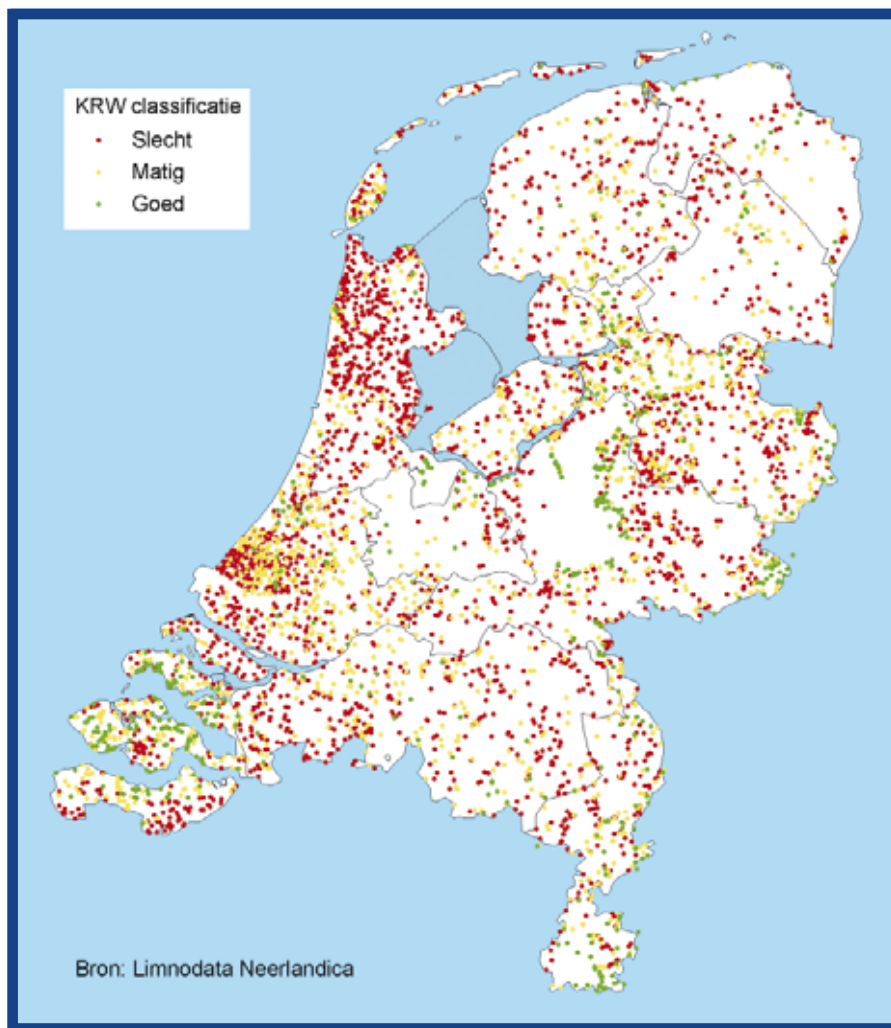 KRW classificatie
Slecht
Matig
Goed
Bron: Limnodata Neerlandica